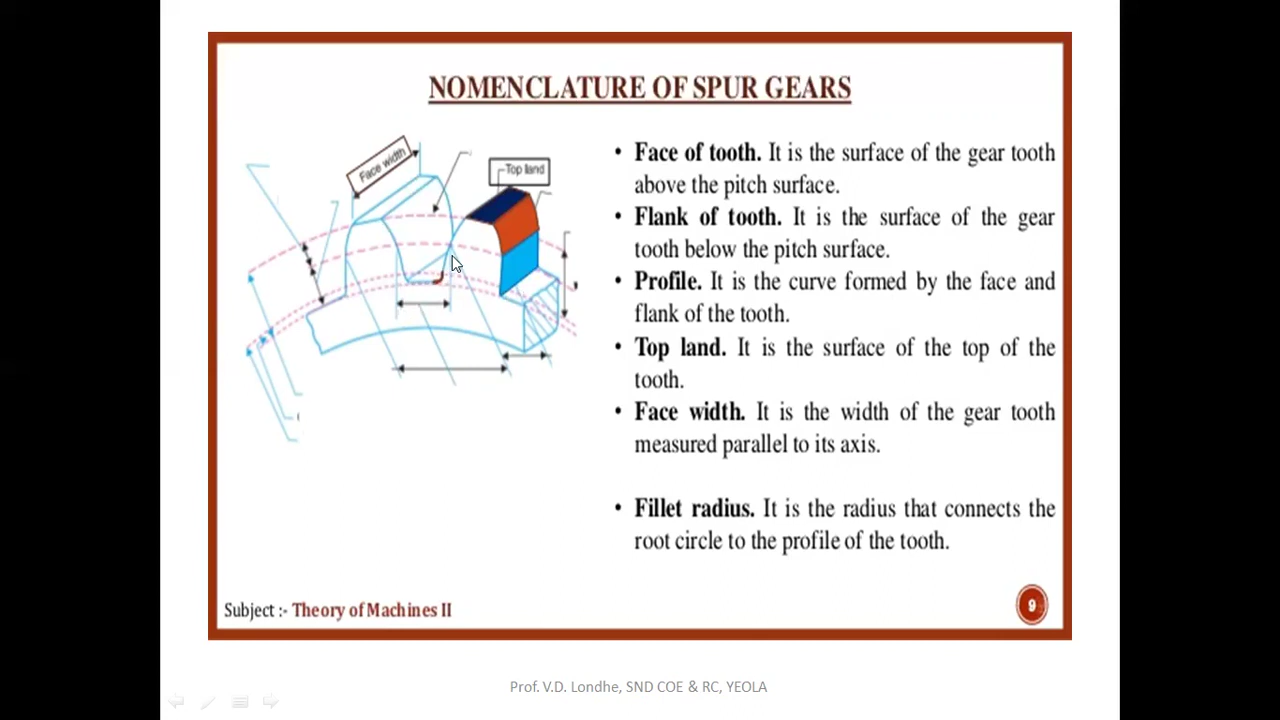 NOMENCLATURE OF SPUR GEARS
Face width
Top land
• Face of tooth. It is the surface of the gear tooth
above the pitch surface.
• Flank of tooth. It is the surface of the gear
tooth below the pitch surface.
• Profile. It is the curve formed by the face and
flank of the tooth.
• Top land. It is the surface of the top of the
tooth.
• Face width. It is the width of the gear tooth
measured parallel to its axis.
• Fillet radius. It is the radius that connects the
root circle to the profile of the tooth.
Subject :- Theory of Machines II
9
Prof. V.D. Londhe, SND COE & RC, YEOLA